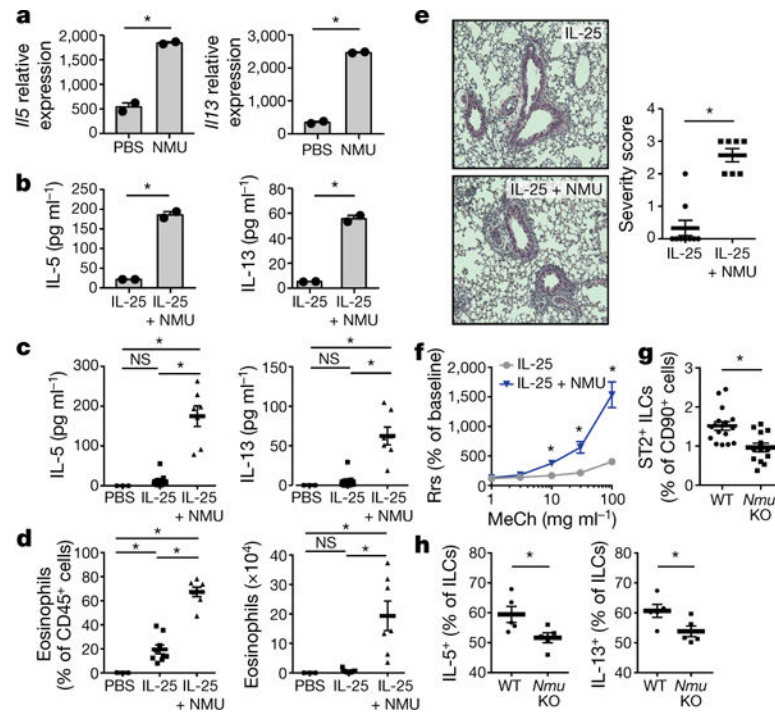 a
Il5 relative
expression
2,000
1,500
1,000
500
0
*
PBS NMU
Il13 relative
expression
3,000
2,000
1,000
0
*
PBS NMU
b
IL-5 (pg ml⁻¹)
250
200
150
100
50
0
*
IL-25 IL-25
+ NMU
IL-13 (pg ml⁻¹)
80
60
40
20
0
*
IL-25 IL-25
+ NMU
c
IL-5 (pg ml⁻¹)
300
200
100
0
*
NS *
PBS IL-25 IL-25
+ NMU
IL-13 (pg ml⁻¹)
150
100
50
0
*
NS *
PBS IL-25 IL-25
+ NMU
d
Eosinophils
(% of CD45⁺ cells)
100
80
60
40
20
0
*
* *
PBS IL-25 IL-25
+ NMU
Eosinophils (×10⁴)
40
30
20
10
0
*
NS *
PBS IL-25 IL-25
+ NMU
e
IL-25
IL-25 + NMU
Severity score
4
3
2
1
0
*
IL-25 IL-25
+ NMU
f
Rrs (% of baseline)
2,000
1,500
1,000
500
0
IL-25
IL-25 + NMU
* * *
1 10 100
MeCh (mg ml⁻¹)
g
ST2⁺ ILCs
(% of CD90⁺ cells)
4
3
2
1
0
*
WT Nmu
KO
h
IL-5⁺ (% of ILCs)
80
70
60
50
40
*
WT Nmu
KO
IL-13⁺ (% of ILCs)
80
70
60
50
40
*
WT Nmu
KO